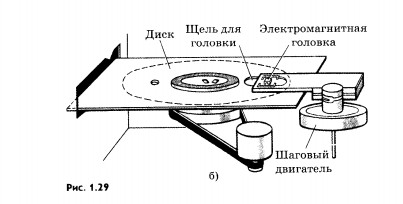 Диск
Щель для
головки
Электромагнитная
головка
Шаговый
двигатель
б)
Рис. 1.29